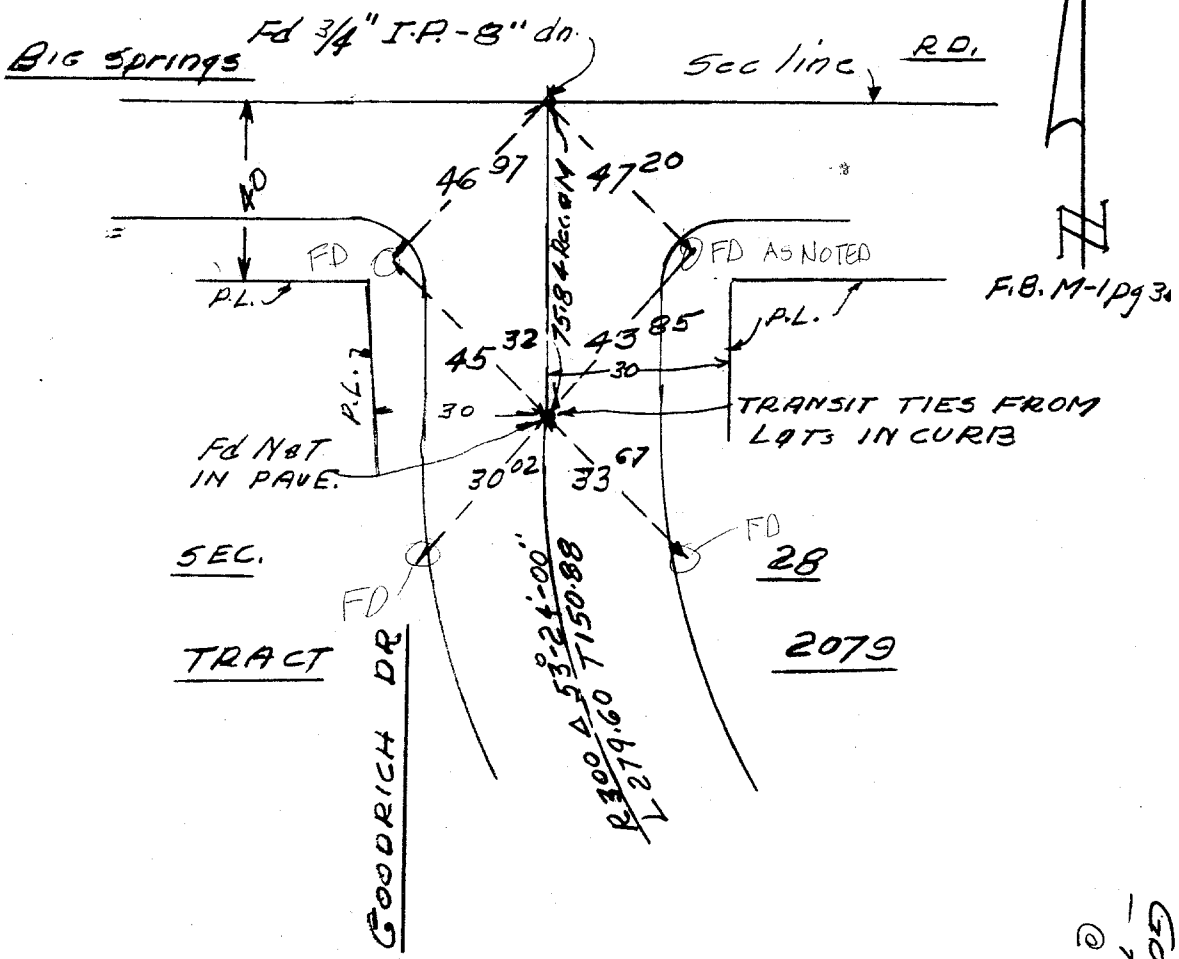 Fd 3/4" I.P. - 8" dn.
BIG Springs
Sec line
RD.
40
46 97
47 20
75.84 Rec. & M
FD
FD AS NOTED
P.L.
F.B. M-1 pg 3
P.L.
45 32
43 85
P.L.
30
30
TRANSIT TIES FROM
L&Ts IN CURB
Fd N&T
IN PAVE.
30 02
33 67
SEC.
FD
28
FD
TRACT
2079
GOODRICH DR
R 300 Δ 53°-24'-00"
L 279.60 T 150.88